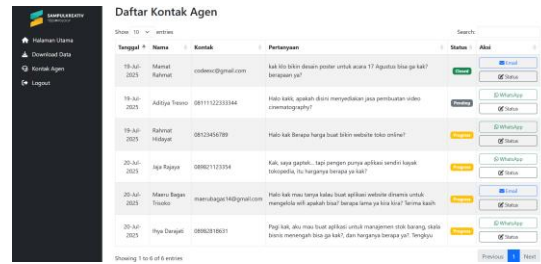 SAMPULKREATIV
TECHNOLOGY
Halaman Utama
Download Data
Kontak Agen
Logout
Daftar Kontak Agen
Show 10 entries
Search:
Tanggal Nama Kontak Pertanyaan Status Aksi
19-Jul-2025 Mamat Rahmat codeexc@gmail.com kak klo bikin desain poster untuk acara 17 Agustus bisa ga kak? berapaan ya? Closed Email Status
19-Jul-2025 Aditiya Tresno 08111122333344 Halo kakk, apakah disini menyediakan jasa pembuatan video cinematography? Pending WhatsApp Status
19-Jul-2025 Rahmat Hidayat 08123456789 Halo kak Berapa harga buat bikin website toko online? Progress WhatsApp Status
20-Jul-2025 Jaja Rajaya 089821123354 Kak, saya gaptek... tapi pengen punya aplikasi sendiri kayak tokopedia, itu harganya berapa ya kak? Progress WhatsApp Status
20-Jul-2025 Bagas Trisoko Halo kak mau tanya kalau buat aplikasi website dinamis untuk mengelola wifi apakah bisa? berapa lama ya kira kira? Terima kasih Progress Email Status
20-Jul-2025 Ihya Darajati 08982818631 Pagi kak, aku mau buat aplikasi untuk manajemen stok barang, skala bisnis menengah bisa ga kak?, dan harganya berapa ya?. Tengkyu Progress WhatsApp Status
Showing 1 to 6 of 6 entries
Previous 1 Next